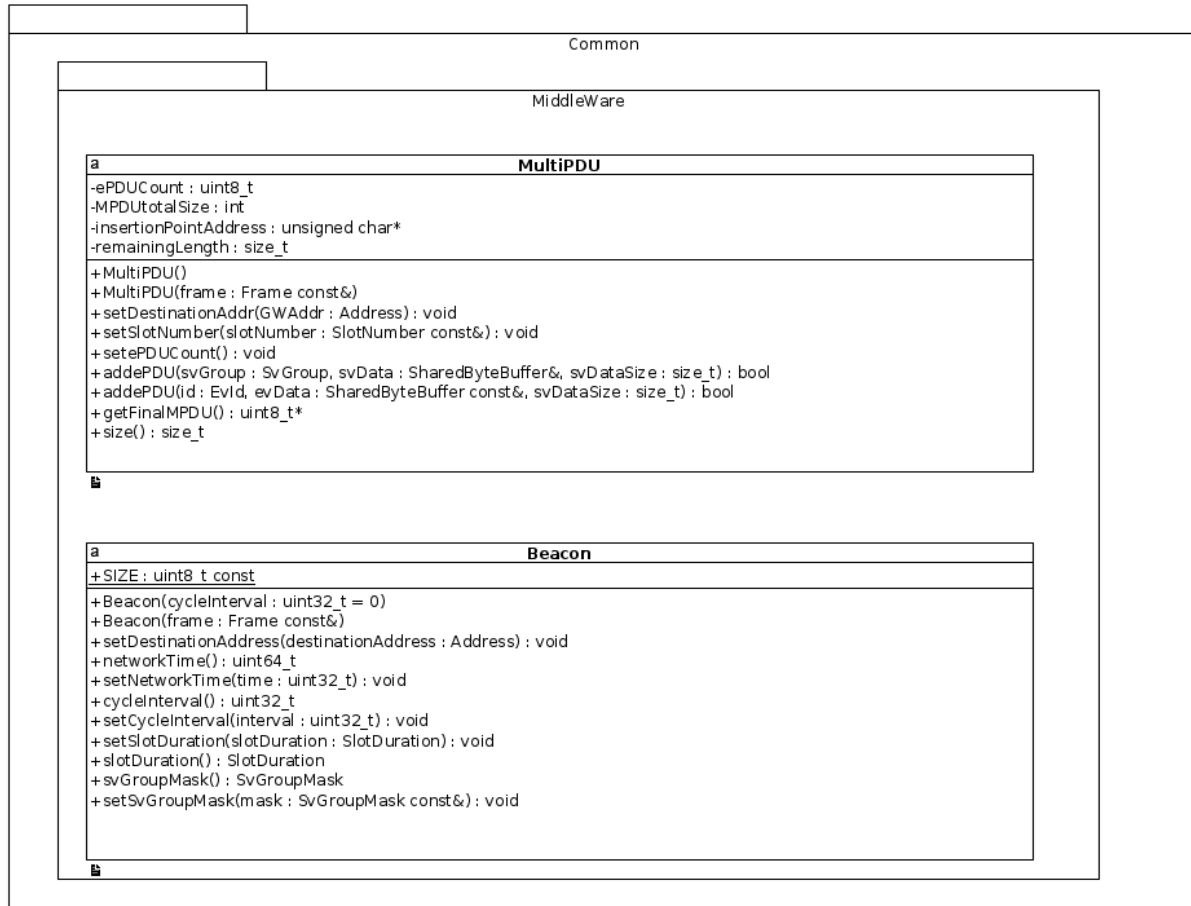 Common
MiddleWare
a
MultiPDU
-ePDUCount : uint8_t
-MPDUtotalSize : int
-insertionPointAddress : unsigned char*
-remainingLength : size_t
+MultiPDU()
+MultiPDU(frame : Frame const&)
+setDestinationAddr(GWAddr : Address) : void
+setSlotNumber(slotNumber : SlotNumber const&) : void
+setePDUCount() : void
+addePDU(svGroup : SvGroup, svData : SharedByteBuffer&, svDataSize : size_t) : bool
+addePDU(id : EvId, evData : SharedByteBuffer const&, svDataSize : size_t) : bool
+getFinalMPDU() : uint8_t*
+size() : size_t
a
Beacon
+SIZE : uint8_t const
+Beacon(cycleInterval : uint32_t = 0)
+Beacon(frame : Frame const&)
+setDestinationAddress(destinationAddress : Address) : void
+networkTime() : uint64_t
+setNetworkTime(time : uint32_t) : void
+cycleInterval() : uint32_t
+setCycleInterval(interval : uint32_t) : void
+setSlotDuration(slotDuration : SlotDuration) : void
+slotDuration() : SlotDuration
+svGroupMask() : SvGroupMask
+setSvGroupMask(mask : SvGroupMask const&) : void